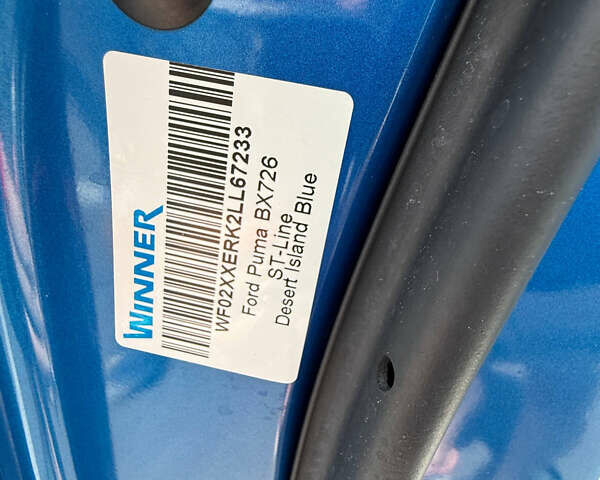 WINNER
WF02XXERK2LL67233
Ford Puma BX726
ST-Line
Desert Island Blue